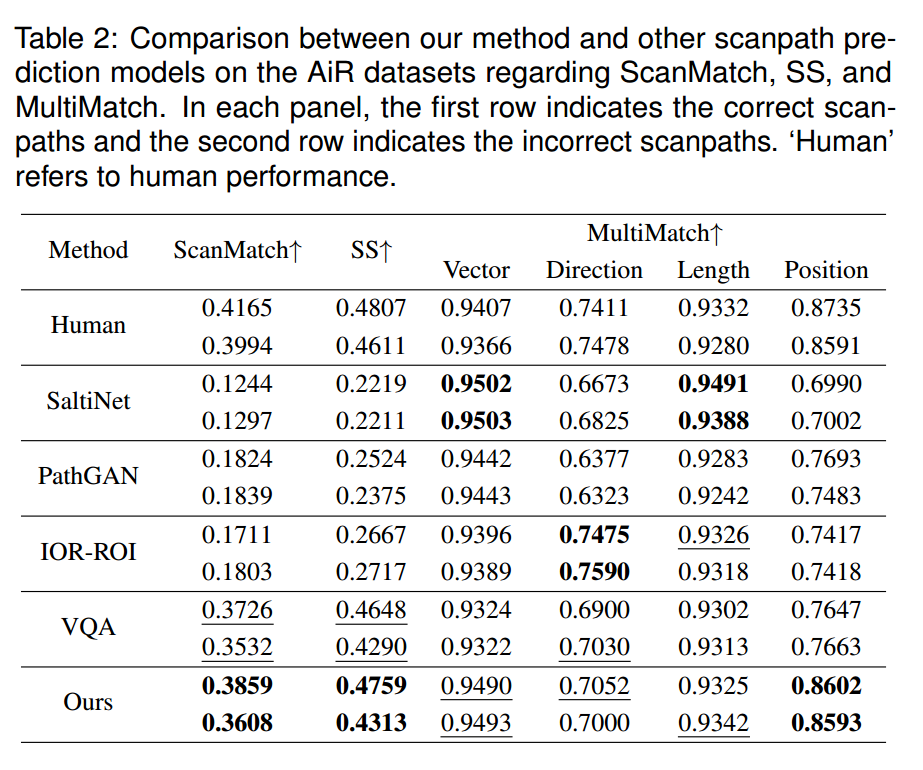 Table 2: Comparison between our method and other scanpath pre-
diction models on the AiR datasets regarding ScanMatch, SS, and
MultiMatch. In each panel, the first row indicates the correct scan-
paths and the second row indicates the incorrect scanpaths. ‘Human’
refers to human performance.
Method ScanMatch↑ SS↑ MultiMatch↑
Vector Direction Length Position
Human
0.4165 0.4807 0.9407 0.7411 0.9332 0.8735
0.3994 0.4611 0.9366 0.7478 0.9280 0.8591
SaltiNet
0.1244 0.2219 0.9502 0.6673 0.9491 0.6990
0.1297 0.2211 0.9503 0.6825 0.9388 0.7002
PathGAN
0.1824 0.2524 0.9442 0.6377 0.9283 0.7693
0.1839 0.2375 0.9443 0.6323 0.9242 0.7483
IOR-ROI
0.1711 0.2667 0.9396 0.7475 0.9326 0.7417
0.1803 0.2717 0.9389 0.7590 0.9318 0.7418
VQA
0.3726 0.4648 0.9324 0.6900 0.9302 0.7647
0.3532 0.4290 0.9322 0.7030 0.9313 0.7663
Ours
0.3859 0.4759 0.9490 0.7052 0.9325 0.8602
0.3608 0.4313 0.9493 0.7000 0.9342 0.8593